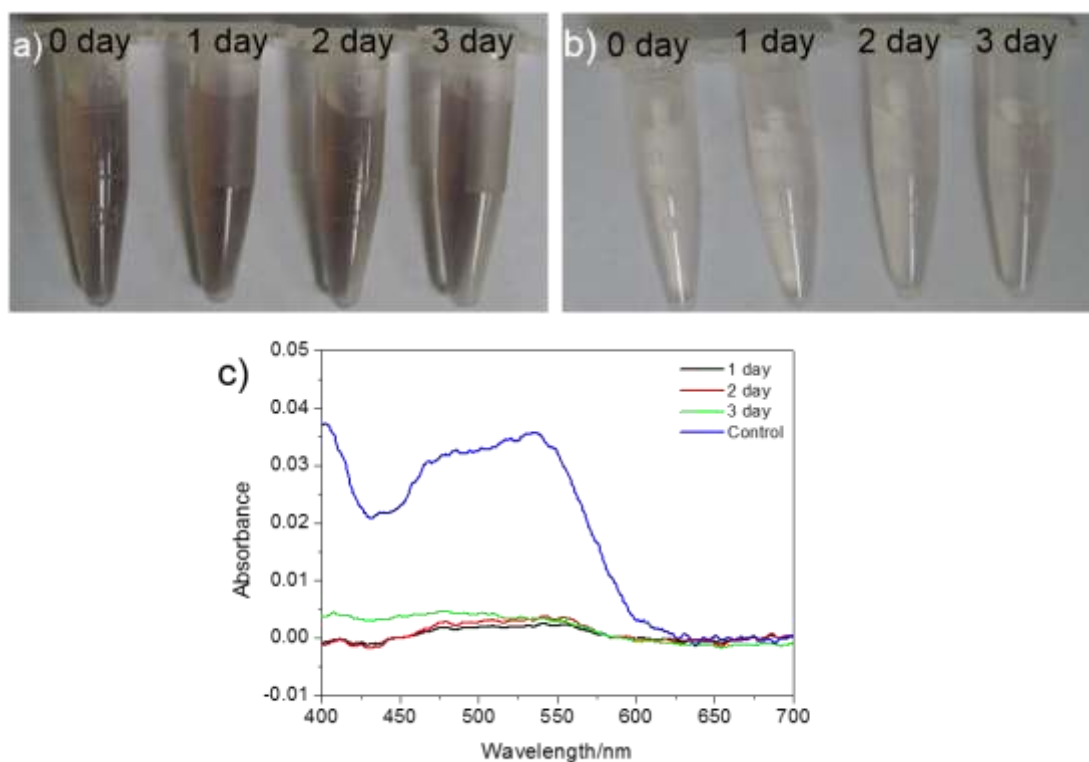 a) 0 day 1 day 2 day 3 day
b) 0 day 1 day 2 day 3 day
c)
0.05
0.04
0.03
0.02
0.01
0.00
-0.01
Absorbance
1 day
2 day
3 day
Control
400 450 500 550 600 650 700
Wavelength/nm